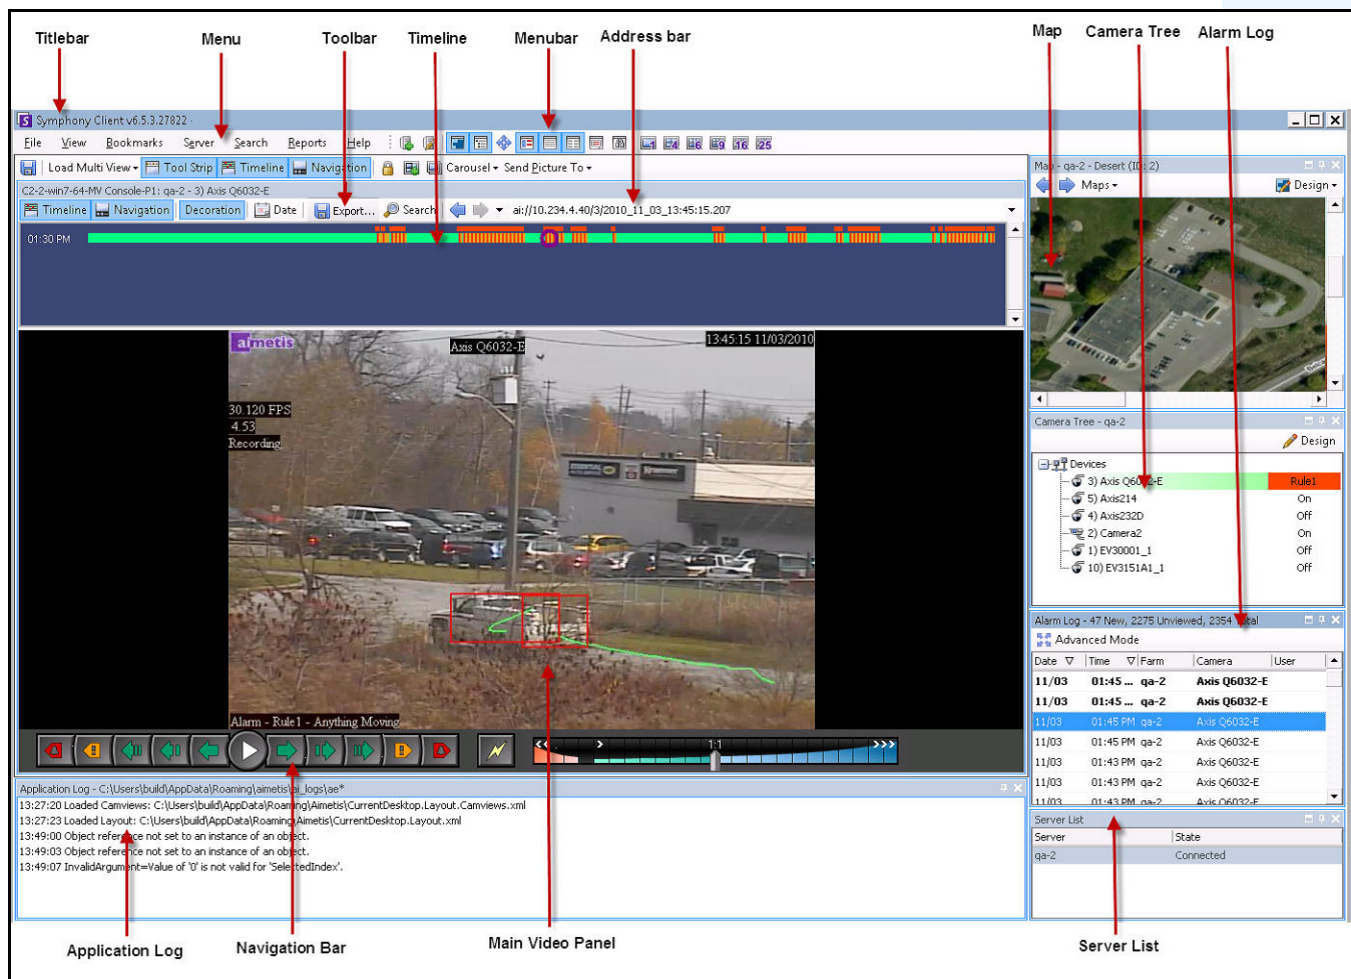 Titlebar
Menu
Toolbar
Timeline
Menubar
Address bar
Map
Camera Tree
Alarm Log
Symphony Client v6.5.3.27822 -
File View Bookmarks Server Search Reports Help
Load Multi View Tool Strip Timeline Navigation Carousel Send Picture To
C2-2-win7-64-MV Console-P1: qa-2 - 3) Axis Q6032-E
Timeline Navigation Decoration Date Export... Search ai://10.234.4.40/3/2010_11_03_13:45:15.207
01:30 PM
aimetis
Axis Q6032-E
13:45:15 11/03/2010
30.120 FPS
4.53
Recording
Alarm - Rule1 - Anything Moving
1:1
Map - qa-2 - Desert (ID: 2)
Maps Design
Camera Tree - qa-2
Design
Devices
3) Axis Q6032-E Rule1
5) Axis214 On
4) Axis232D Off
2) Camera2 On
1) EV30001_1 Off
10) EV3151A1_1 Off
Alarm Log - 47 New, 2275 Unviewed, 2354 Total
Advanced Mode
Date Time Farm Camera User
11/03 01:45 ... qa-2 Axis Q6032-E
11/03 01:45 ... qa-2 Axis Q6032-E
11/03 01:45 PM qa-2 Axis Q6032-E
11/03 01:45 PM qa-2 Axis Q6032-E
11/03 01:43 PM qa-2 Axis Q6032-E
11/03 01:43 PM qa-2 Axis Q6032-E
11/03 01:43 PM qa-2 Axis Q6032-E
Server List
Server State
qa-2 Connected
Application Log - C:\Users\build\AppData\Roaming\aimetis\ai_logs\ae*
13:27:20 Loaded Camviews: C:\Users\build\AppData\Roaming\Aimetis\CurrentDesktop.Layout.Camviews.xml
13:27:23 Loaded Layout: C:\Users\build\AppData\Roaming\Aimetis\CurrentDesktop.Layout.xml
13:49:00 Object reference not set to an instance of an object.
13:49:03 Object reference not set to an instance of an object.
13:49:07 InvalidArgument=Value of '0' is not valid for 'SelectedIndex'.
Application Log
Navigation Bar
Main Video Panel
Server List